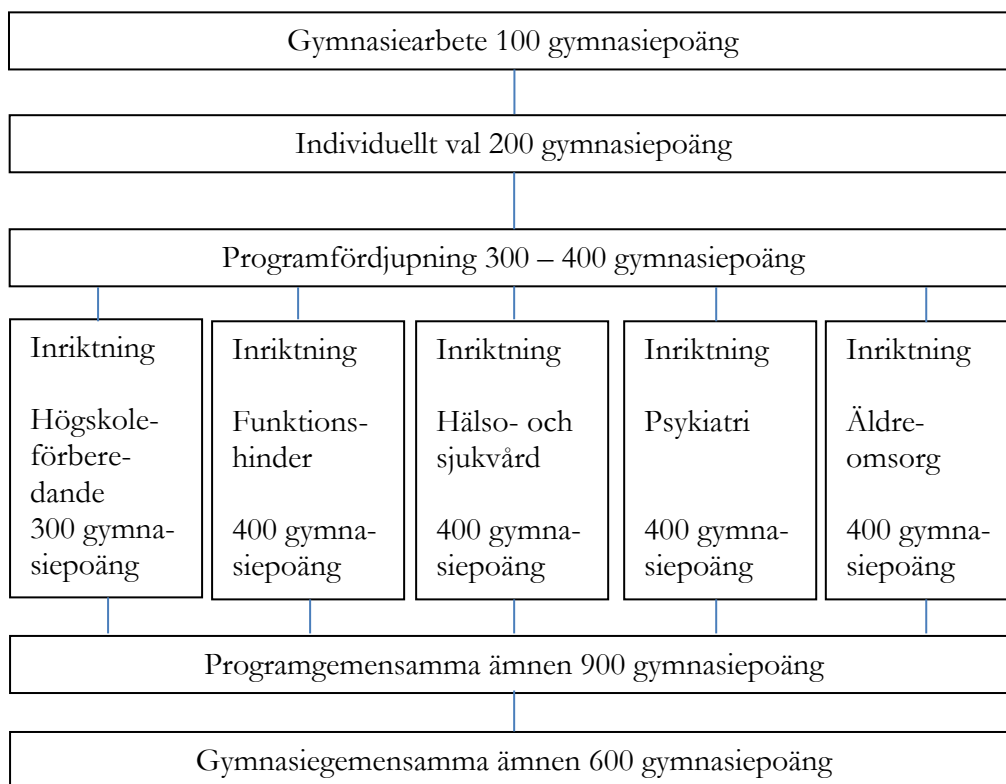 Gymnasiearbete 100 gymnasiepoäng
Individuellt val 200 gymnasiepoäng
Programfördjupning 300 – 400 gymnasiepoäng
Inriktning
Högskole-
förbere-
dande
300 gymna-
siepoäng
Inriktning
Funktions-
hinder
400 gymna-
siepoäng
Inriktning
Hälso- och
sjukvård
400 gymna-
siepoäng
Inriktning
Psykiatri
400 gymna-
siepoäng
Inriktning
Äldre-
omsorg
400 gymna-
siepoäng
Programgemensamma ämnen 900 gymnasiepoäng
Gymnasiegemensamma ämnen 600 gymnasiepoäng